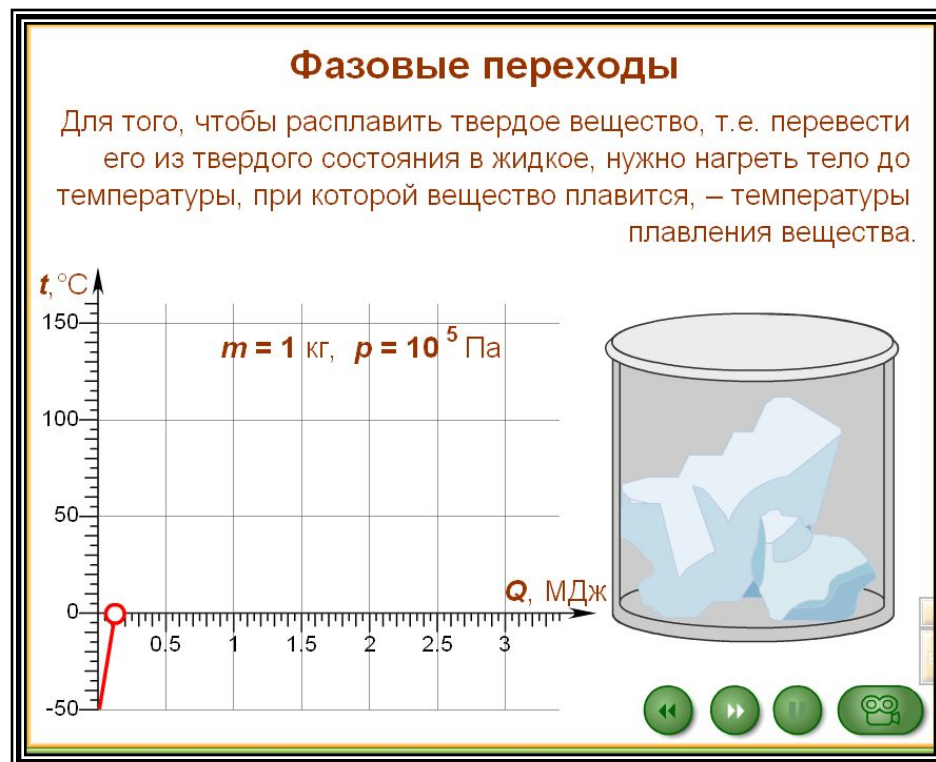 Фазовые переходы
Для того, чтобы расплавить твердое вещество, т.е. перевести
его из твердого состояния в жидкое, нужно нагреть тело до
температуры, при которой вещество плавится, – температуры
плавления вещества.
t,°C
150
m = 1 кг, p = 10 5 Па
100
50
Q, МДж
0
0.5 1 1.5 2 2.5 3
-50